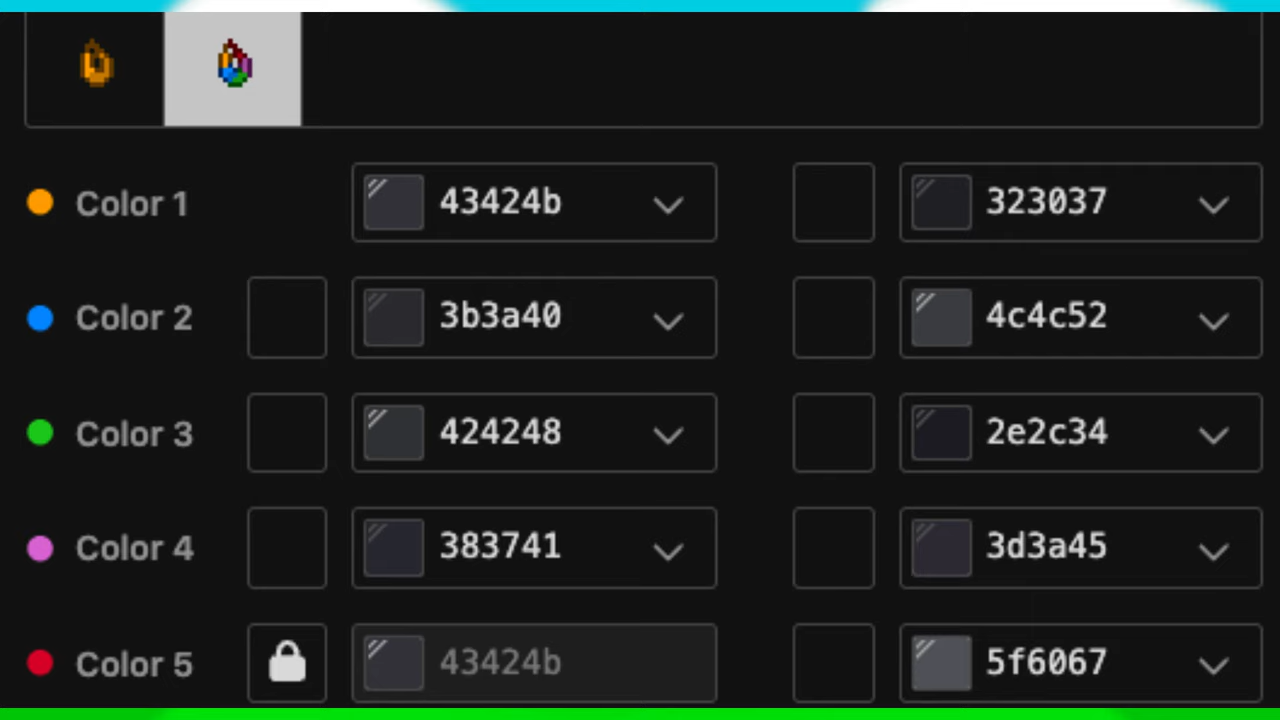 Color 1 43424b 323037
Color 2 3b3a40 4c4c52
Color 3 424248 2e2c34
Color 4 383741 3d3a45
Color 5 43424b 5f6067